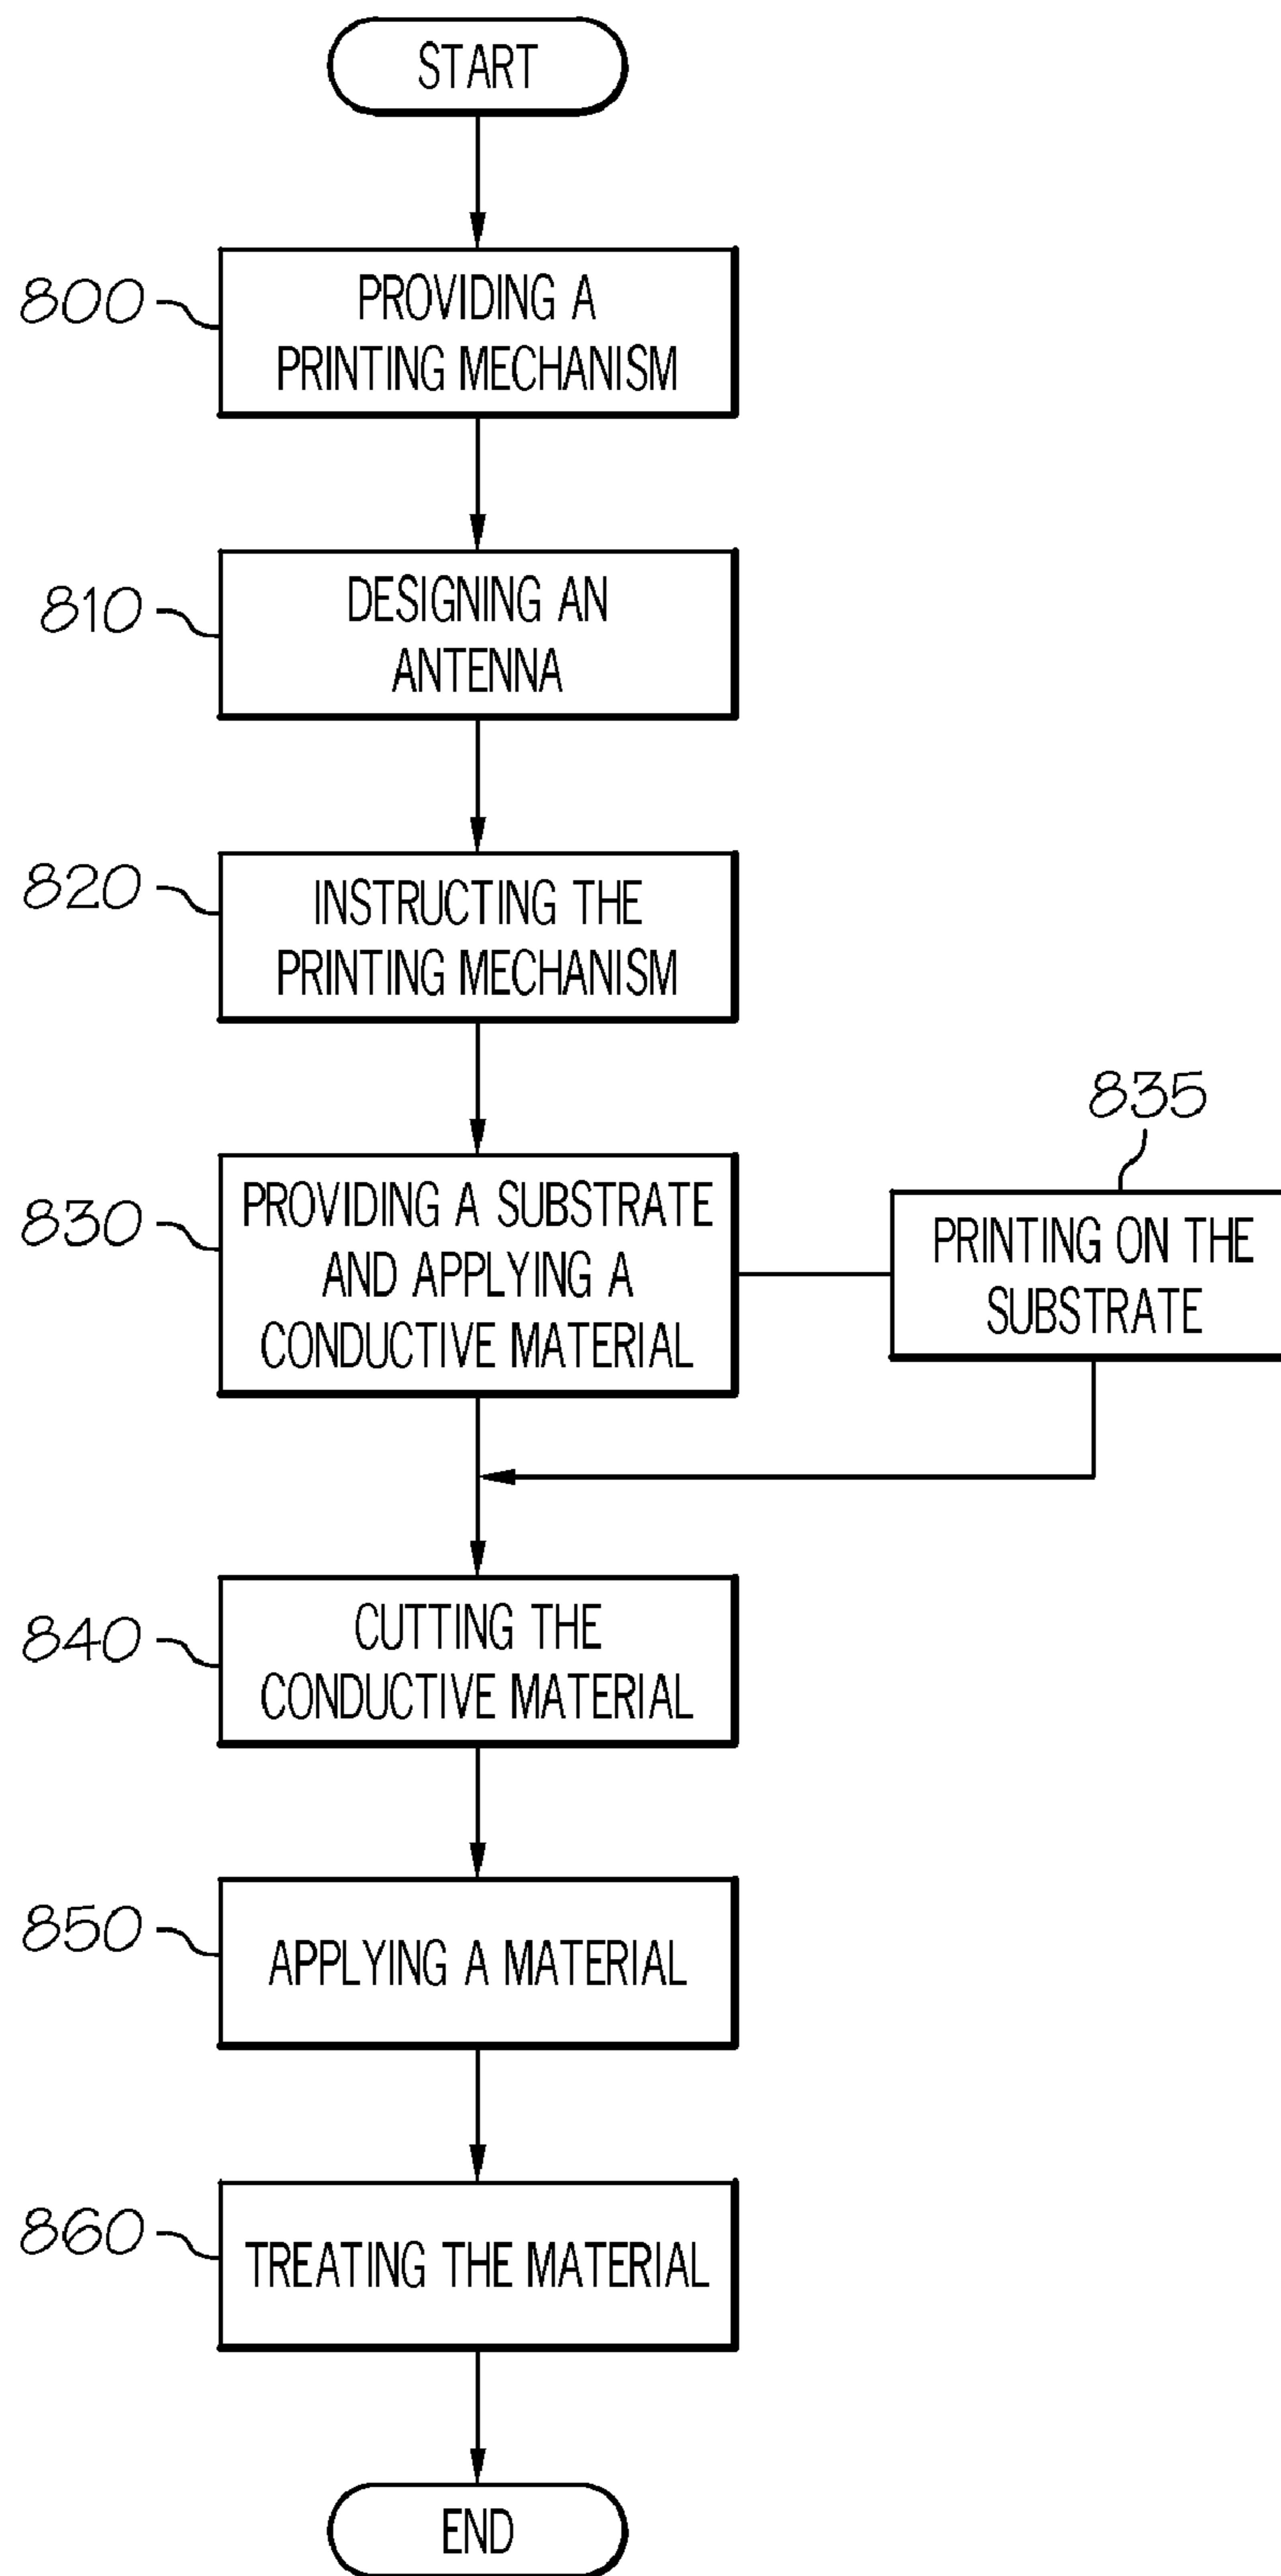 START
800
PROVIDING A
PRINTING MECHANISM
810
DESIGNING AN
ANTENNA
820
INSTRUCTING THE
PRINTING MECHANISM
830
PROVIDING A SUBSTRATE
AND APPLYING A
CONDUCTIVE MATERIAL
835
PRINTING ON THE
SUBSTRATE
840
CUTTING THE
CONDUCTIVE MATERIAL
850
APPLYING A MATERIAL
860
TREATING THE MATERIAL
END